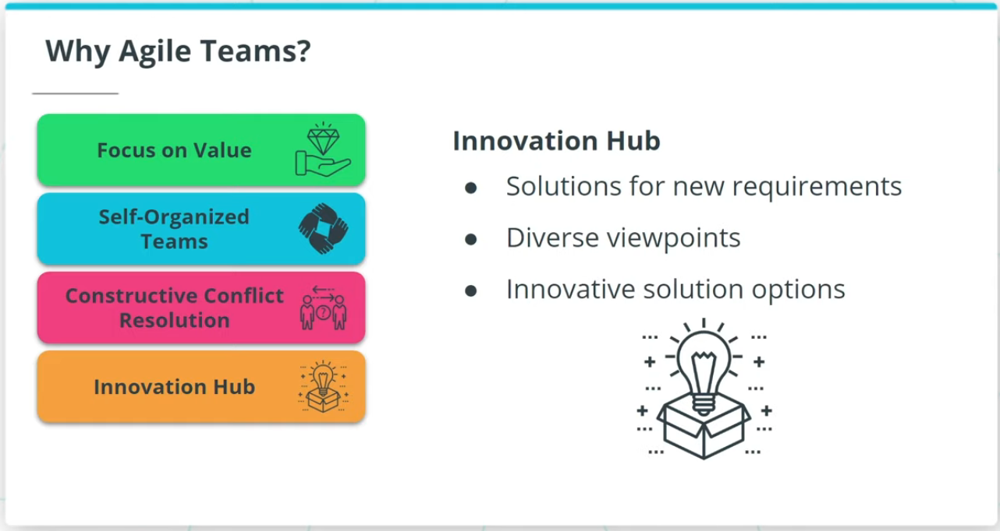 Why Agile Teams?
Focus on Value
Self-Organized
Teams
Constructive Conflict
Resolution
?
Innovation Hub
Innovation Hub
● Solutions for new requirements
● Diverse viewpoints
● Innovative solution options